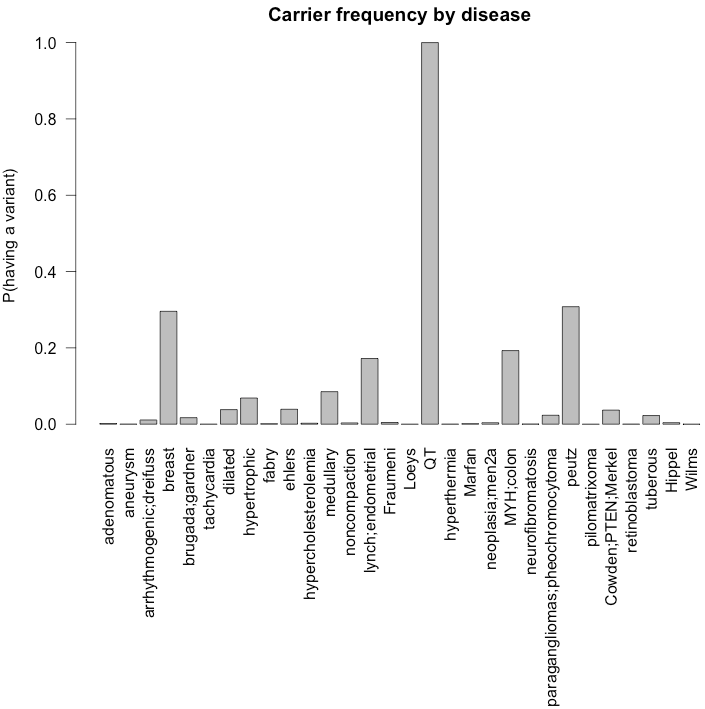 Carrier frequency by disease
P(having a variant)
1.0
0.8
0.6
0.4
0.2
0.0
adenomatous
aneurysm
arrhythmogenic;dreifuss
breast
brugada;gardner
tachycardia
dilated
hypertrophic
fabry
ehlers
hypercholesterolemia
medullary
noncompaction
lynch;endometrial
Fraumeni
Loeys
QT
hyperthermia
Marfan
neoplasia;men2a
MYH;colon
neurofibromatosis
paragangliomas;pheochromocytoma
peutz
pilomatrixoma
Cowden;PTEN;Merkel
retinoblastoma
tuberous
Hippel
Wilms